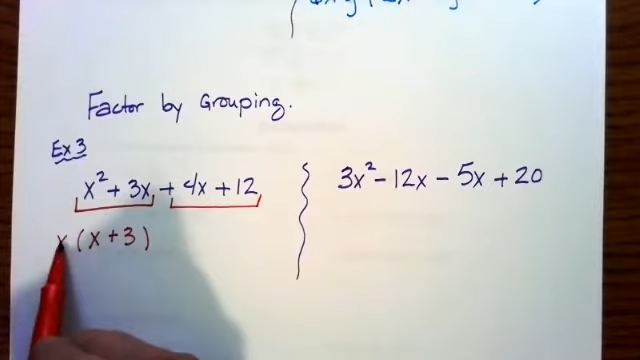 Factor by Grouping.
Ex 3
x² + 3x + 4x + 12
x (x + 3)
3x² - 12x - 5x + 20